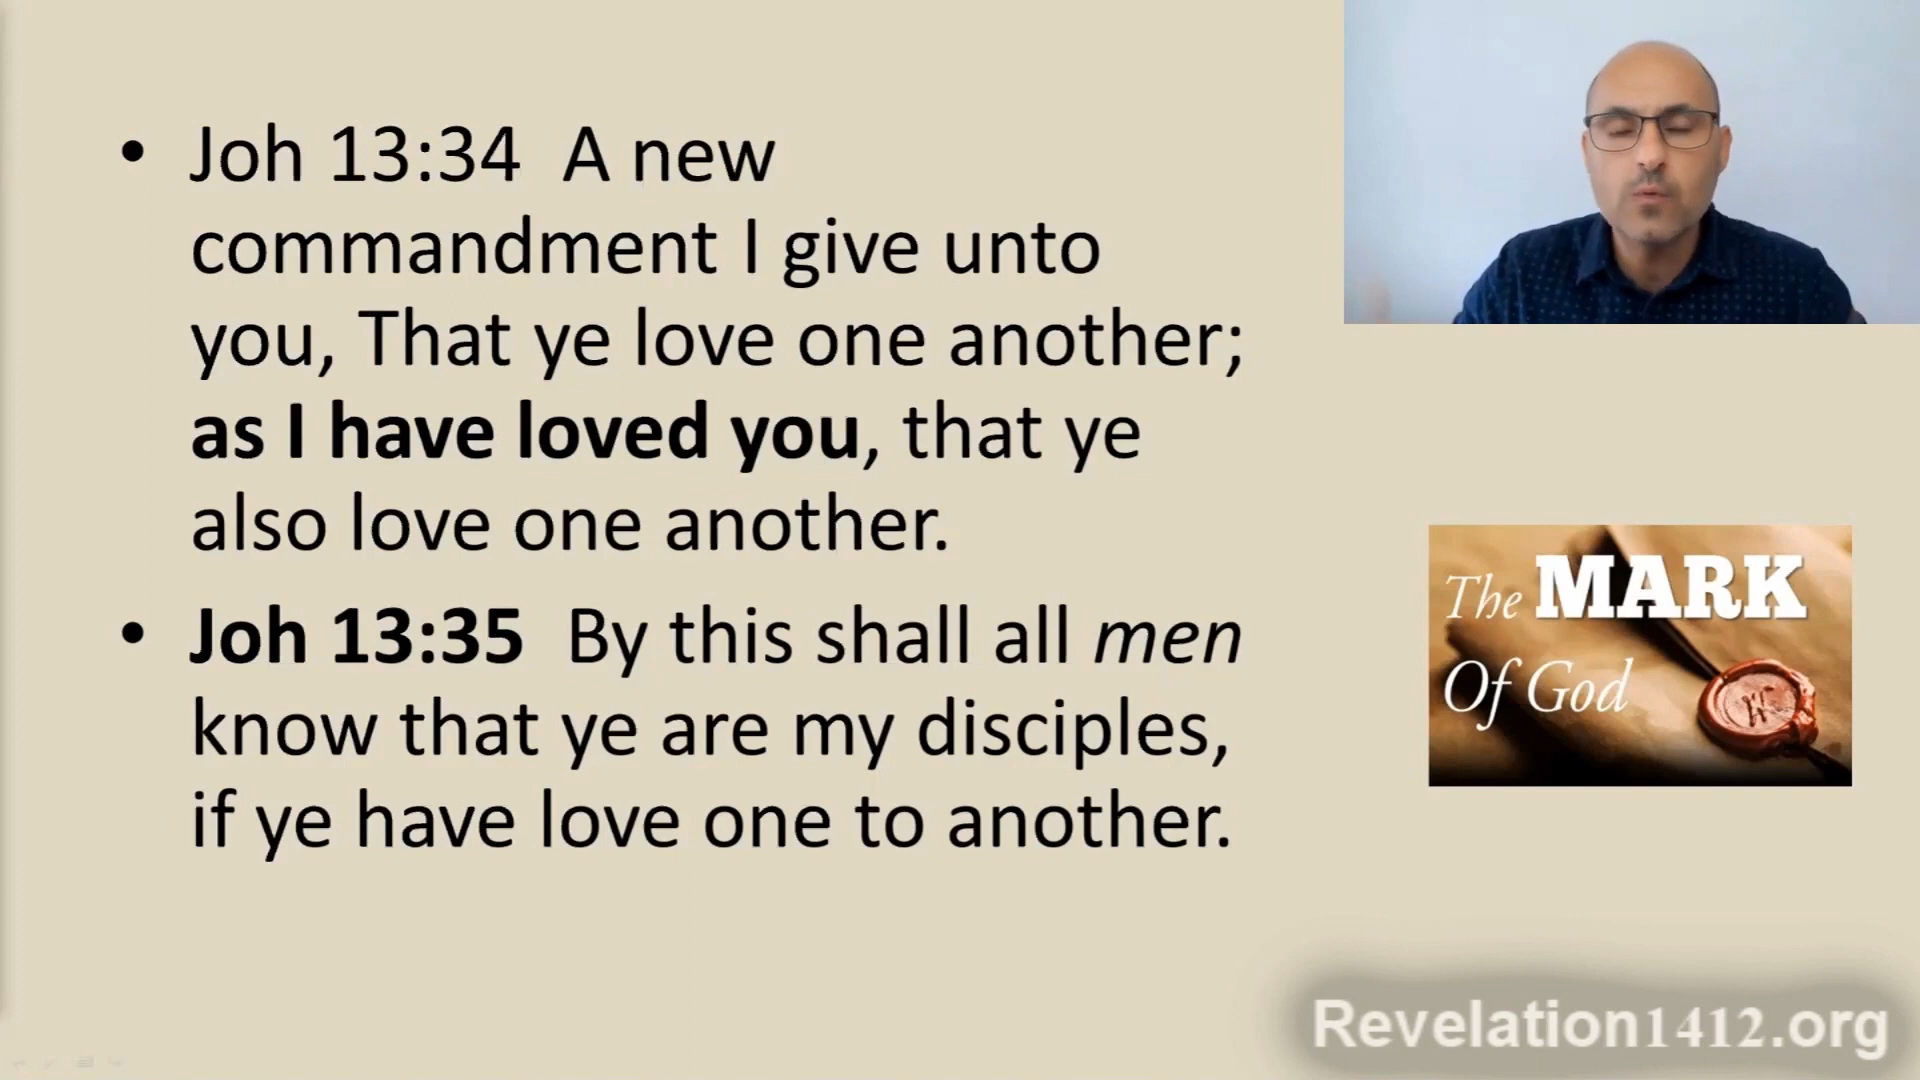 • Joh 13:34  A new
commandment I give unto
you, That ye love one another;
as I have loved you, that ye
also love one another.
• Joh 13:35  By this shall all men
know that ye are my disciples,
if ye have love one to another.
The MARK
Of God
Revelation1412.org